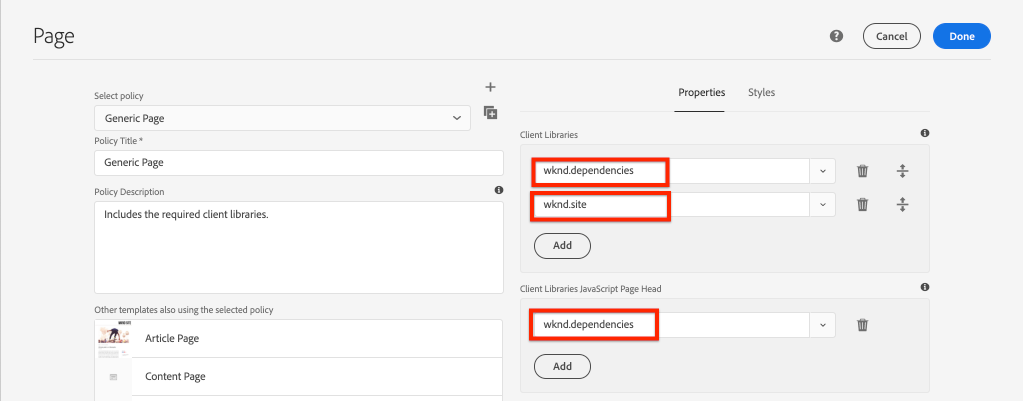 Page
Cancel
Done
Select policy
Generic Page
Policy Title *
Generic Page
Policy Description
Includes the required client libraries.
Other templates also using the selected policy
Article Page
Content Page
Properties
Styles
Client Libraries
wknd.dependencies
wknd.site
Add
Client Libraries JavaScript Page Head
wknd.dependencies
Add